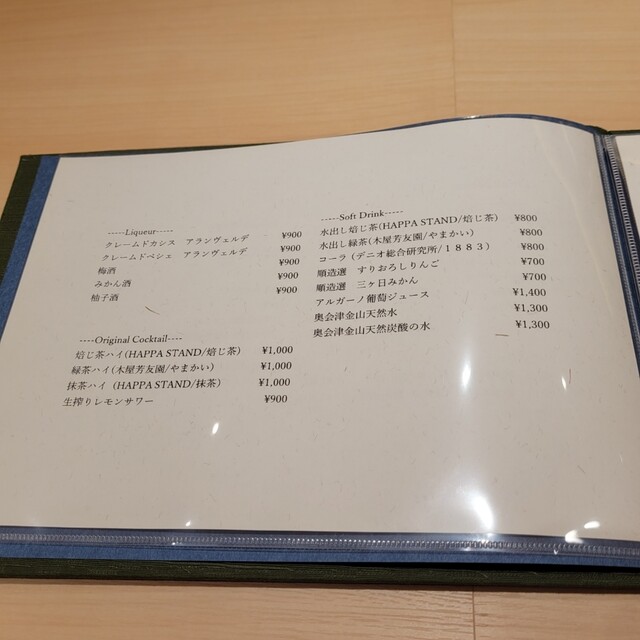 -----Liqueur-----
クレームドカシス アランヴェルデ ¥900
クレームドペシェ アランヴェルデ ¥900
梅酒 ¥900
みかん酒 ¥900
柚子酒 ¥900
----Original Cocktail----
焙じ茶ハイ(HAPPA STAND/焙じ茶) ¥1,000
緑茶ハイ(木屋芳友園/やまかい) ¥1,000
抹茶ハイ (HAPPA STAND/抹茶) ¥1,000
生搾りレモンサワー ¥900
-----Soft Drink-----
水出し焙じ茶(HAPPA STAND/焙じ茶) ¥800
水出し緑茶(木屋芳友園/やまかい) ¥800
コーラ(デニオ総合研究所/1883) ¥800
順造選 すりおろしりんご ¥700
順造選 三ヶ日みかん ¥700
アルガーノ葡萄ジュース ¥1,400
奥会津金山天然水 ¥1,300
奥会津金山天然炭酸の水 ¥1,300